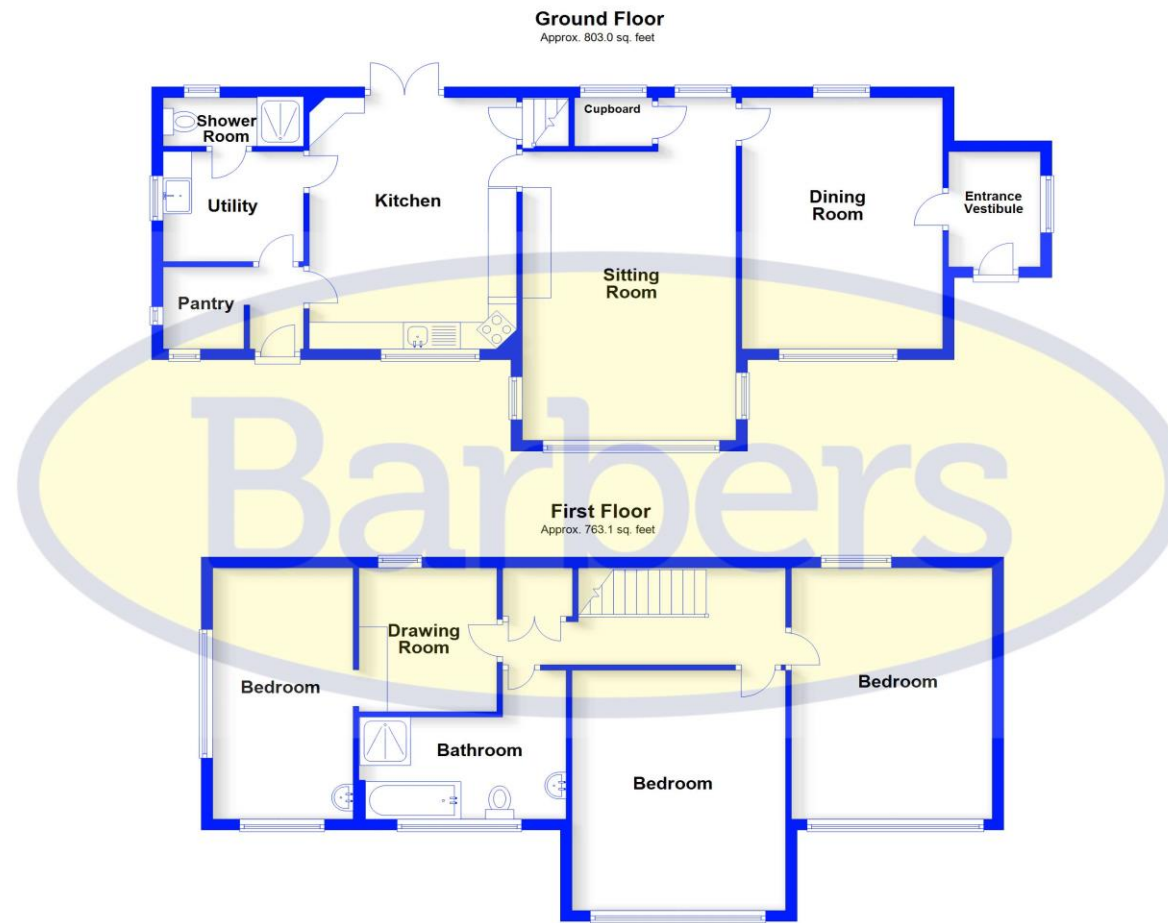 Ground Floor
Approx. 803.0 sq. feet
Cupboard
Shower
Room
Utility
Kitchen
Dining
Room
Entrance
Vestibule
Sitting
Room
Pantry
Barbers
First Floor
Approx. 763.1 sq. feet
Drawing
Room
Bedroom
Bedroom
Bathroom
Bedroom